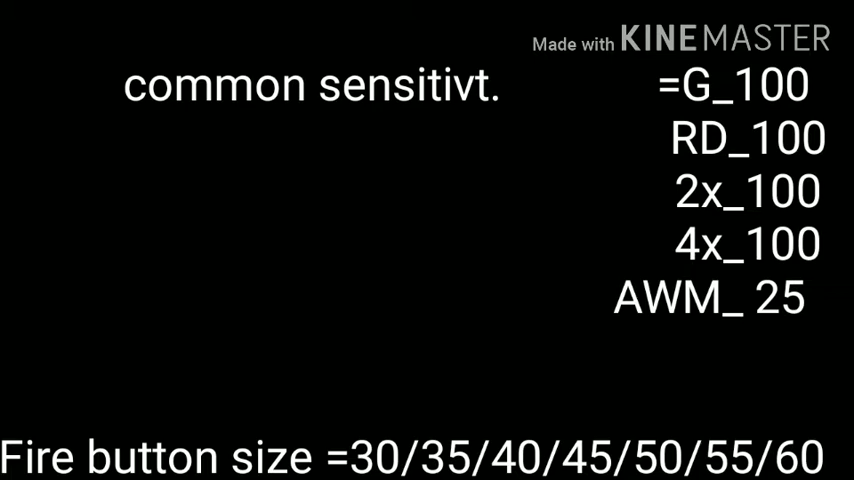 Made with KINEMASTER
common sensitivt. =G_100
RD_100
2x_100
4x_100
AWM_ 25
Fire button size =30/35/40/45/50/55/60